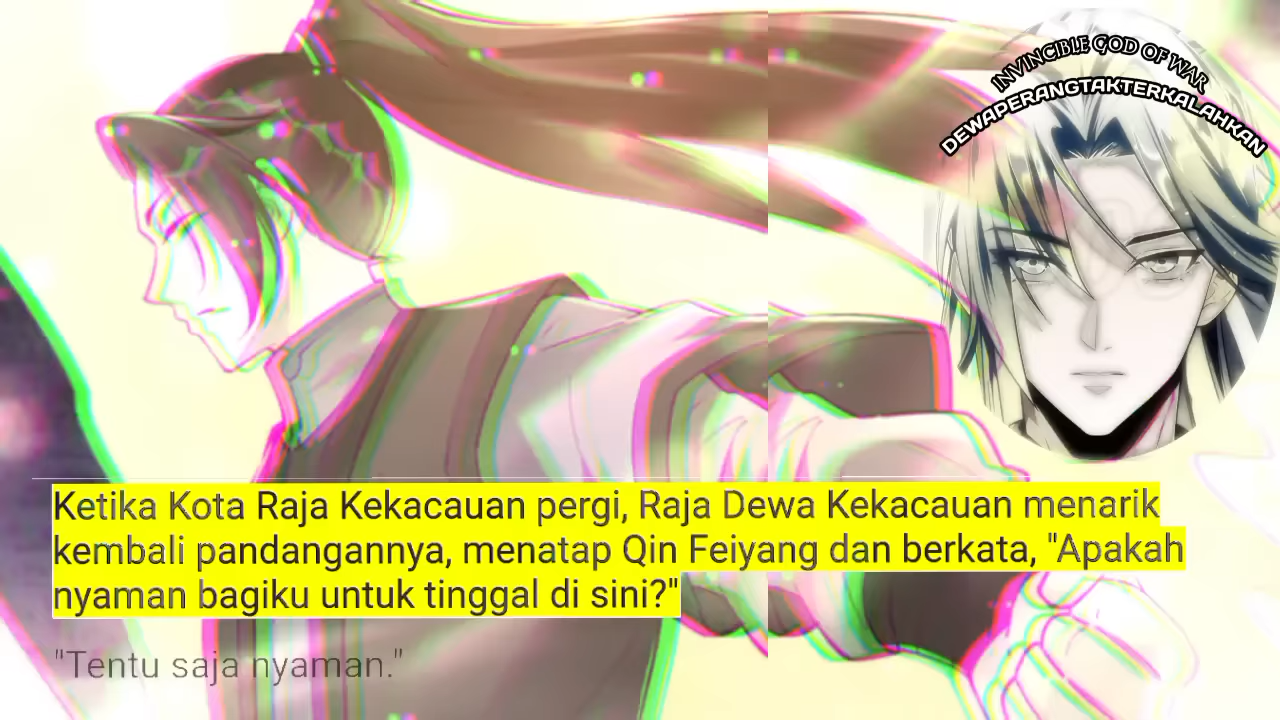 INVINCIBLE GOD OF WAR
DEWAPERANGTAKTERKALAHKAN
Ketika Kota Raja Kekacauan pergi, Raja Dewa Kekacauan menarik
kembali pandangannya, menatap Qin Feiyang dan berkata, "Apakah
nyaman bagiku untuk tinggal di sini?"
"Tentu saja nyaman."